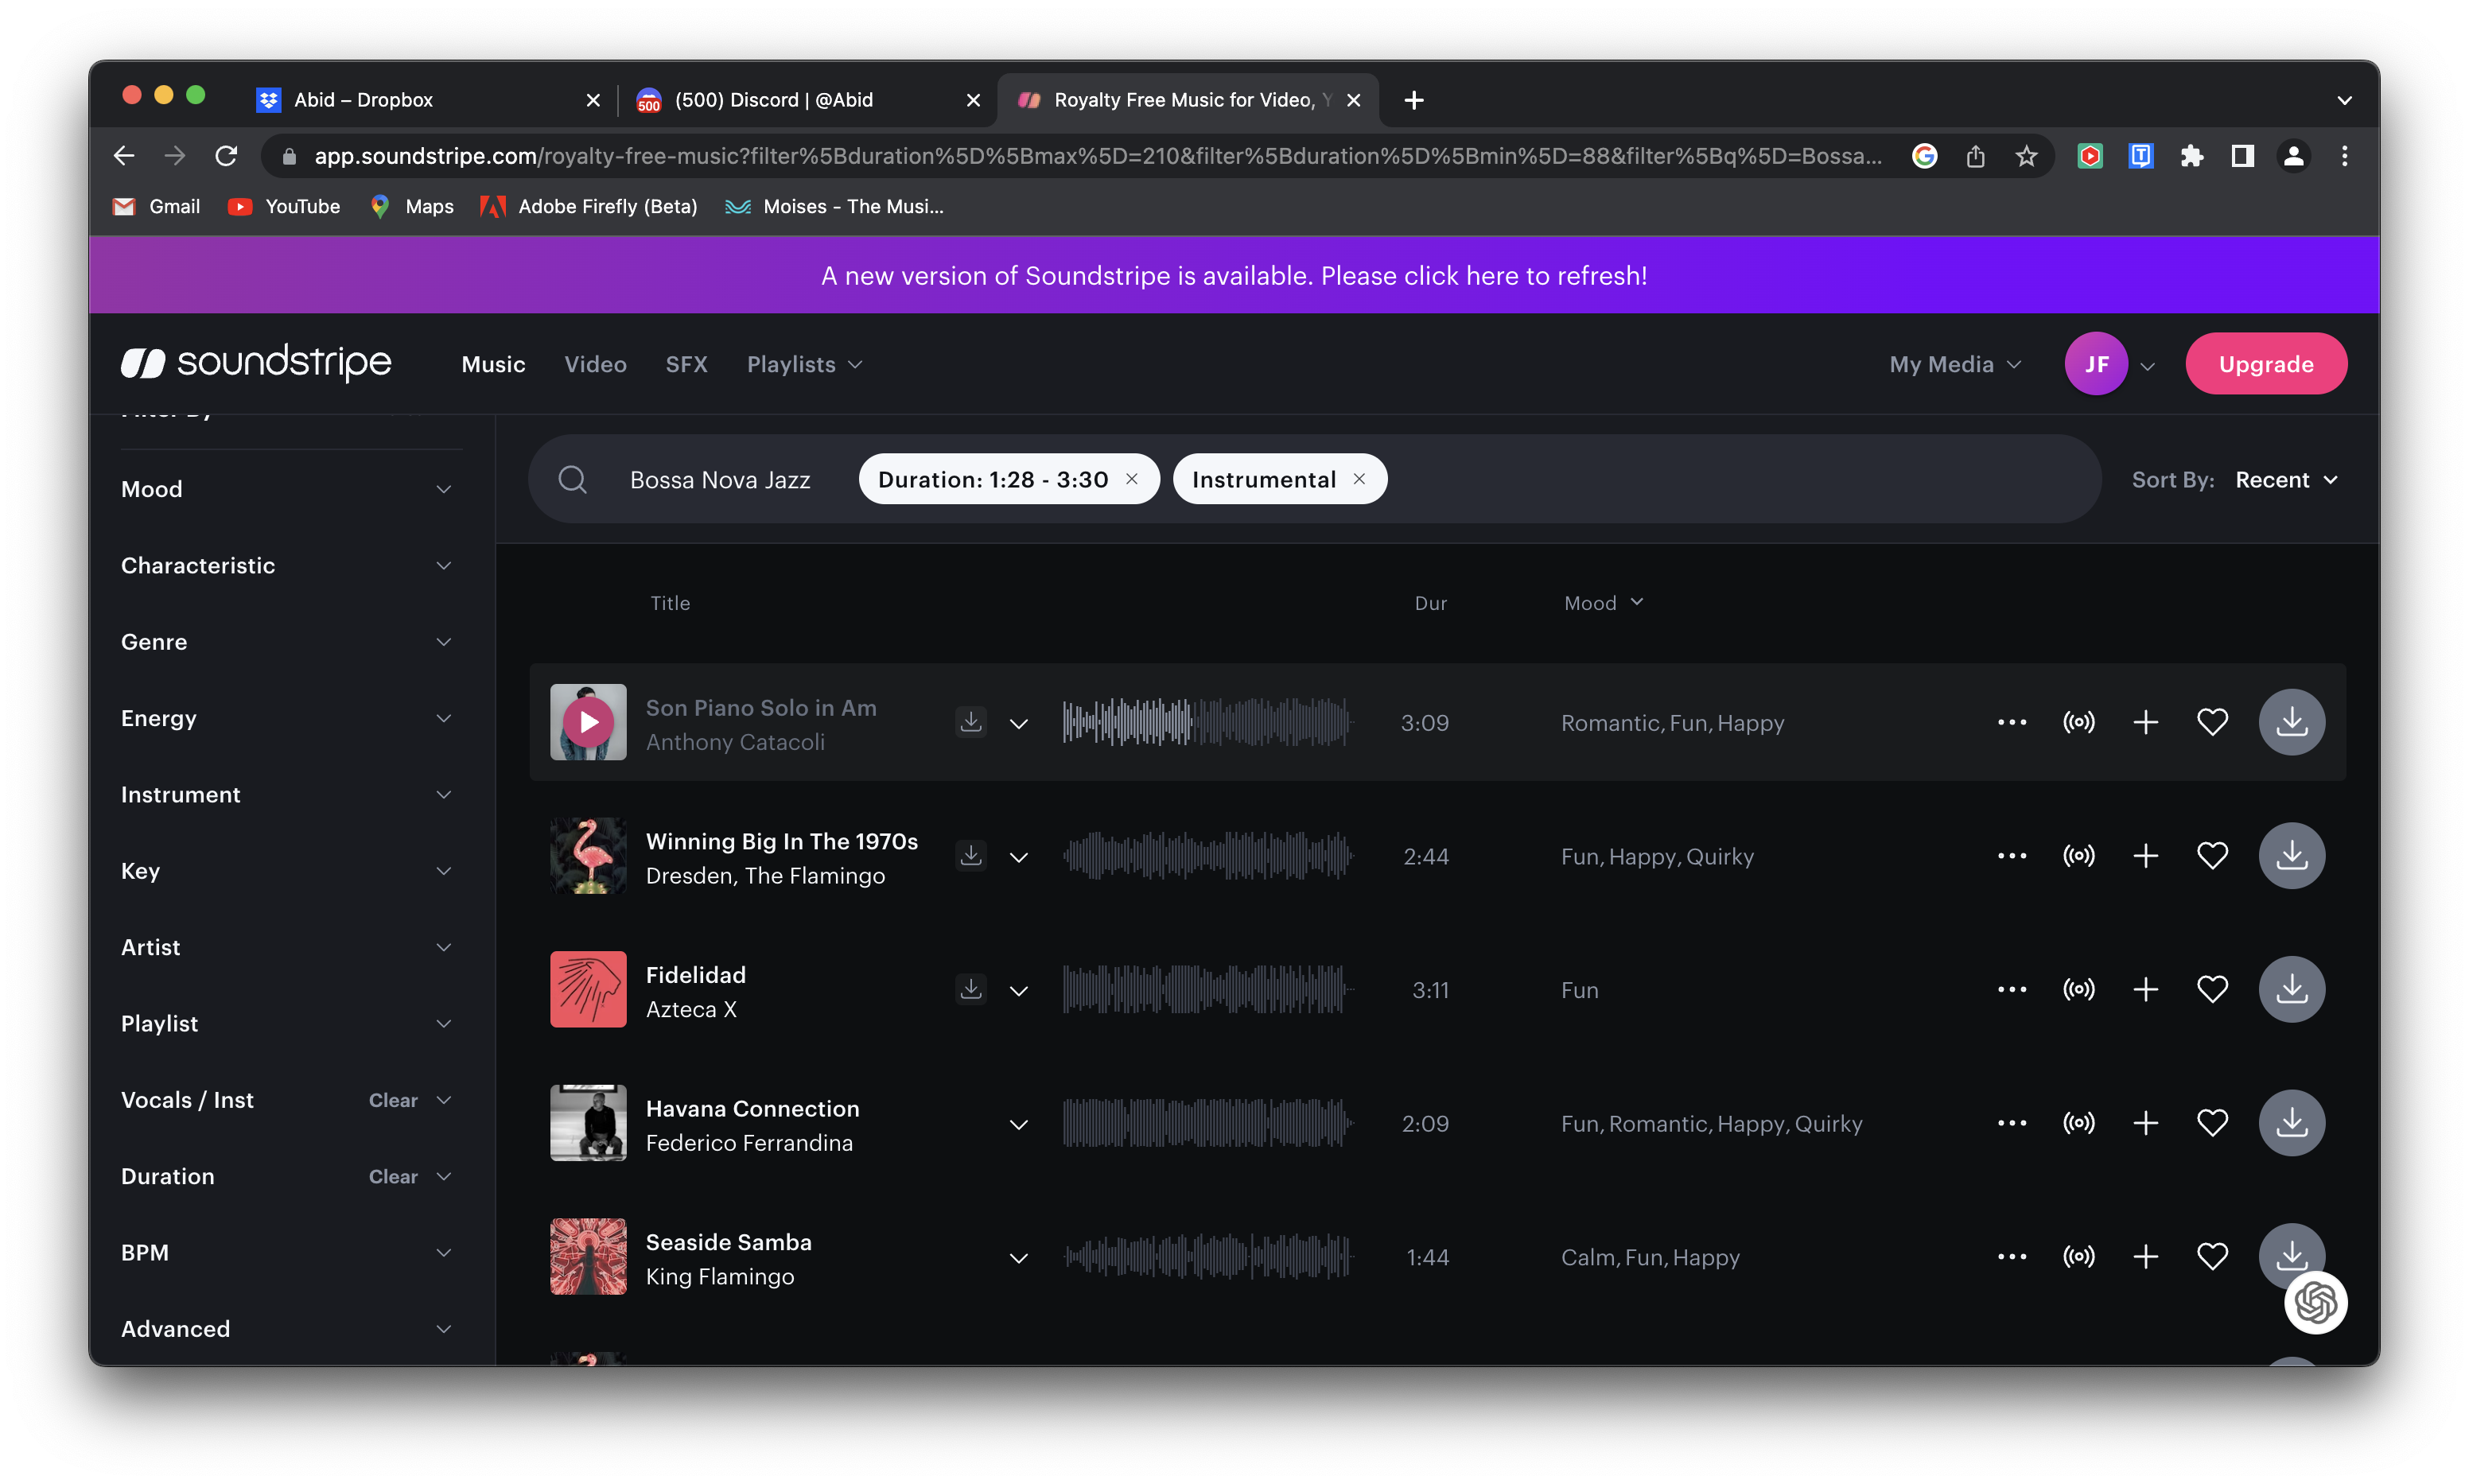 Abid – Dropbox
500
(500) Discord | @Abid
Royalty Free Music for Video, Y
app.soundstripe.com/royalty-free-music?filter%5Bduration%5D%5Bmax%5D=210&filter%5Bduration%5D%5Bmin%5D=88&filter%5Bq%5D=Bossa...
Gmail
YouTube
Maps
Adobe Firefly (Beta)
Moises - The Musi...
A new version of Soundstripe is available. Please click here to refresh!
soundstripe
Music
Video
SFX
Playlists
My Media
JF
Upgrade
Filter By
Mood
Characteristic
Genre
Energy
Instrument
Key
Artist
Playlist
Vocals / Inst Clear
Duration Clear
BPM
Advanced
Bossa Nova Jazz
Duration: 1:28 - 3:30
Instrumental
Sort By: Recent
Title Dur Mood
Son Piano Solo in Am
Anthony Catacoli
3:09
Romantic, Fun, Happy
Winning Big In The 1970s
Dresden, The Flamingo
2:44
Fun, Happy, Quirky
Fidelidad
Azteca X
3:11
Fun
Havana Connection
Federico Ferrandina
2:09
Fun, Romantic, Happy, Quirky
Seaside Samba
King Flamingo
1:44
Calm, Fun, Happy